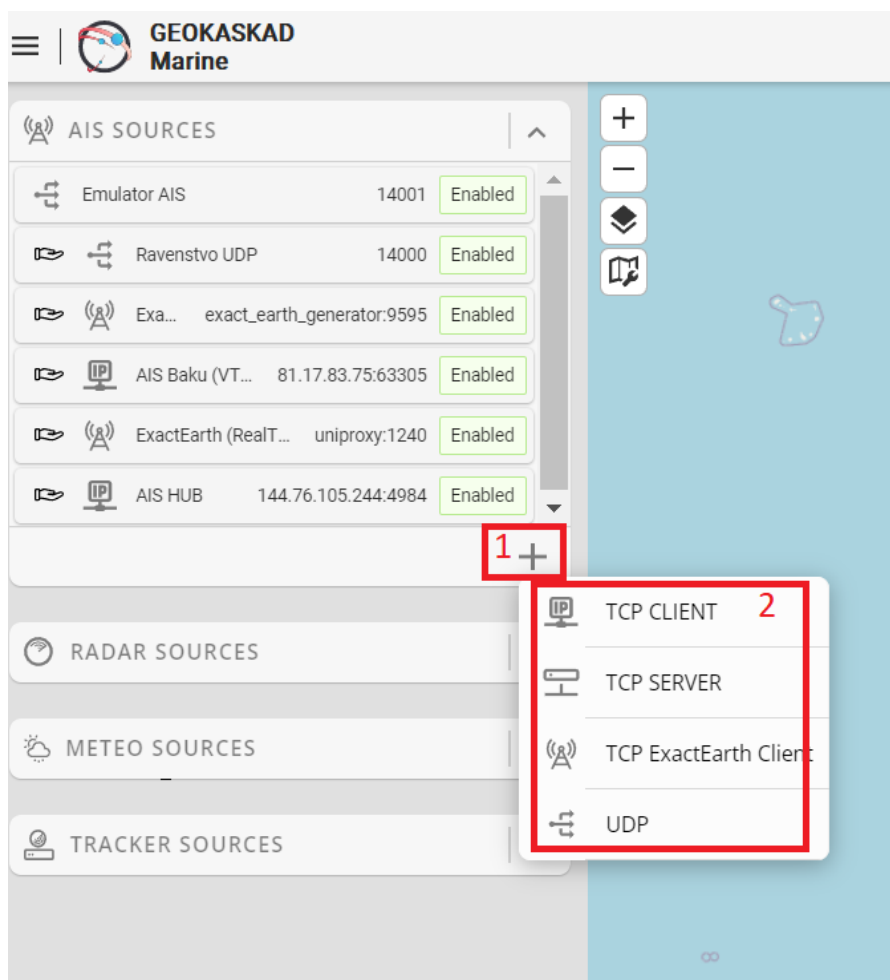 GEOKASKAD
Marine
AIS SOURCES
Emulator AIS 14001 Enabled
Ravenstvo UDP 14000 Enabled
Exa... exact_earth_generator:9595 Enabled
AIS Baku (VT... 81.17.83.75:63305 Enabled
ExactEarth (RealT... uniproxy:1240 Enabled
AIS HUB 144.76.105.244:4984 Enabled
1 +
IP TCP CLIENT 2
RADAR SOURCES
TCP SERVER
METEO SOURCES
TCP ExactEarth Client
UDP
TRACKER SOURCES